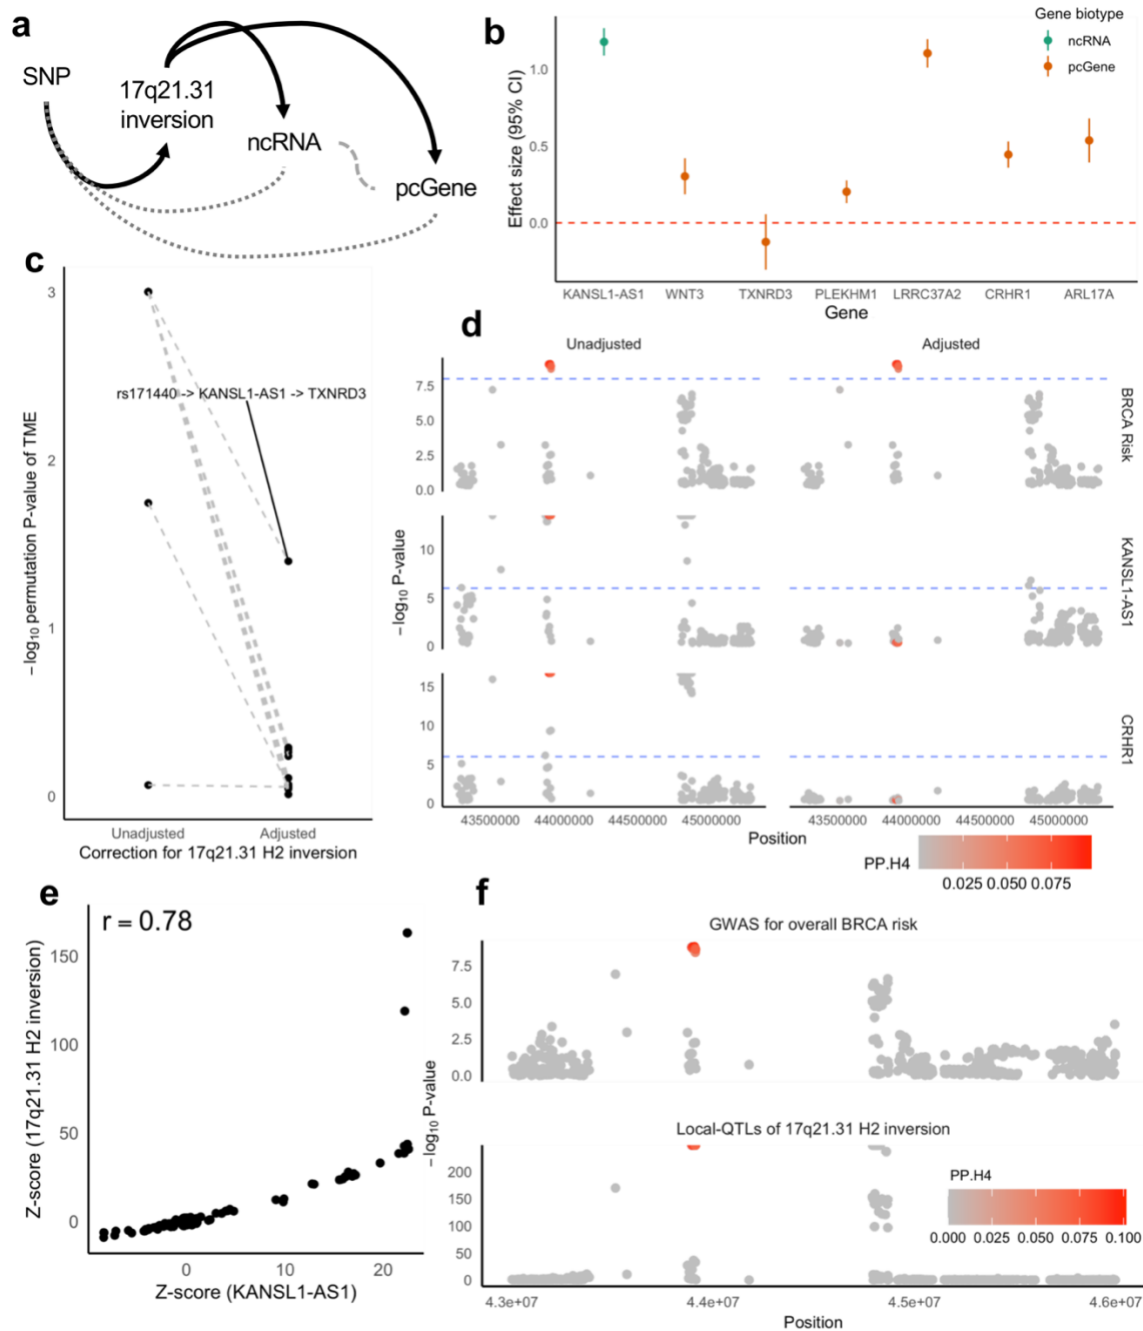 a
SNP
17q21.31
inversion
ncRNA
pcGene
b
Gene biotype
ncRNA
pcGene
Effect size (95% CI)
1.0
0.5
0.0
KANSL1-AS1 WNT3 TXNRD3 PLEKHM1 LRRC37A2 CRHR1 ARL17A
Gene
c
−log10 permutation P-value of TME
3
2
1
0
rs171440 -> KANSL1-AS1 -> TXNRD3
Unadjusted Adjusted
Correction for 17q21.31 H2 inversion
d
Unadjusted Adjusted
−log10 P-value
7.5
5.0
2.5
0.0
BRCA Risk
10
5
0
KANSL1-AS1
15
10
5
0
CRHR1
43500000 44000000 44500000 45000000 43500000 44000000 44500000 45000000
Position
PP.H4
0.025 0.050 0.075
e
r = 0.78
Z-score (17q21.31 H2 inversion)
150
100
50
0
0 10 20
Z-score (KANSL1-AS1)
f
GWAS for overall BRCA risk
−log10 P-value
7.5
5.0
2.5
0.0
Local-QTLs of 17q21.31 H2 inversion
200
150
100
50
0
PP.H4
0.000 0.025 0.050 0.075 0.100
4.3e+07 4.4e+07 4.5e+07 4.6e+07
Position